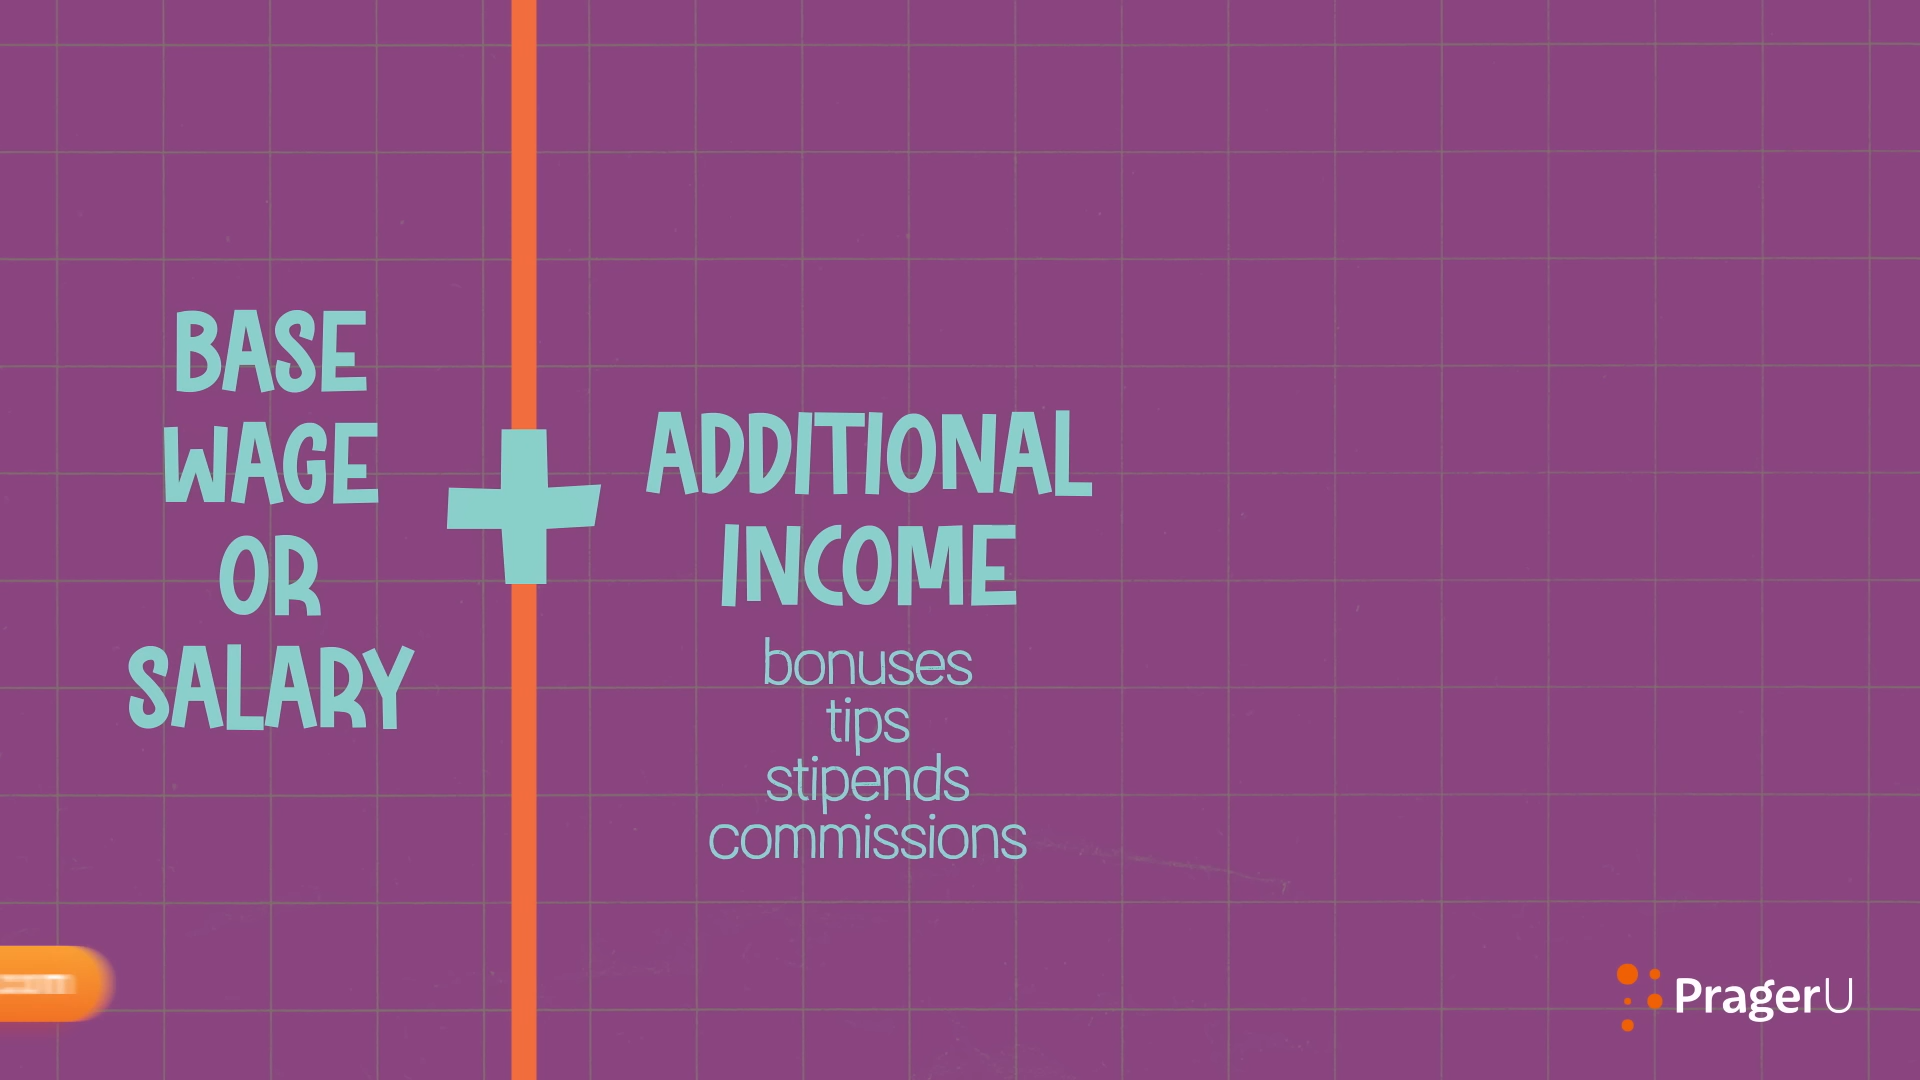 BASE
WAGE
OR
SALARY
+
ADDITIONAL
INCOME
bonuses
tips
stipends
commissions
PragerU